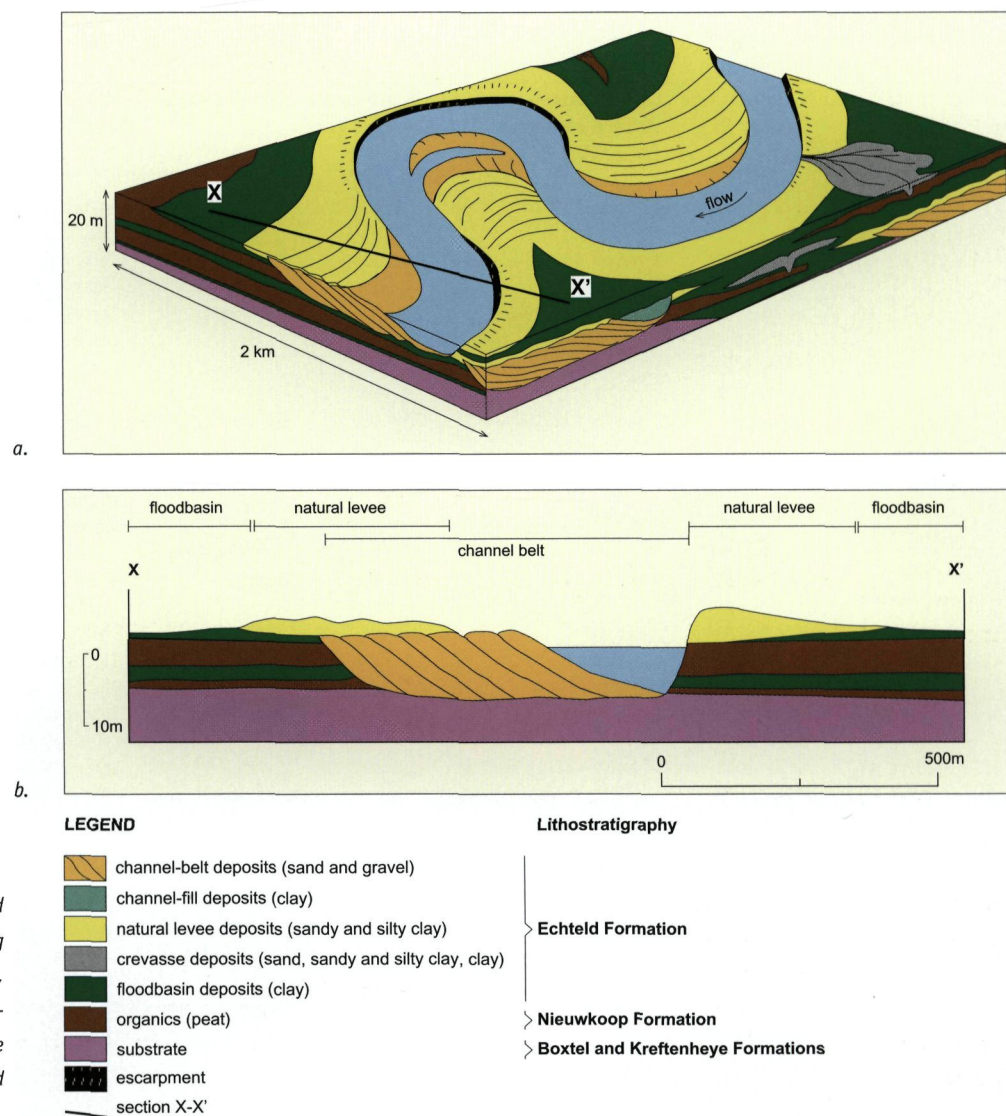 X
20 m
flow
X'
2 km
a.
floodbasin
natural levee
natural levee
floodbasin
channel belt
X
X'
0
10m
0
500m
b.
LEGEND
Lithostratigraphy
channel-belt deposits (sand and gravel)
channel-fill deposits (clay)
natural levee deposits (sandy and silty clay)
Echteld Formation
crevasse deposits (sand, sandy and silty clay, clay)
floodbasin deposits (clay)
organics (peat)
Nieuwkoop Formation
substrate
Boxtel and Kreftenheye Formations
escarpment
section X-X'